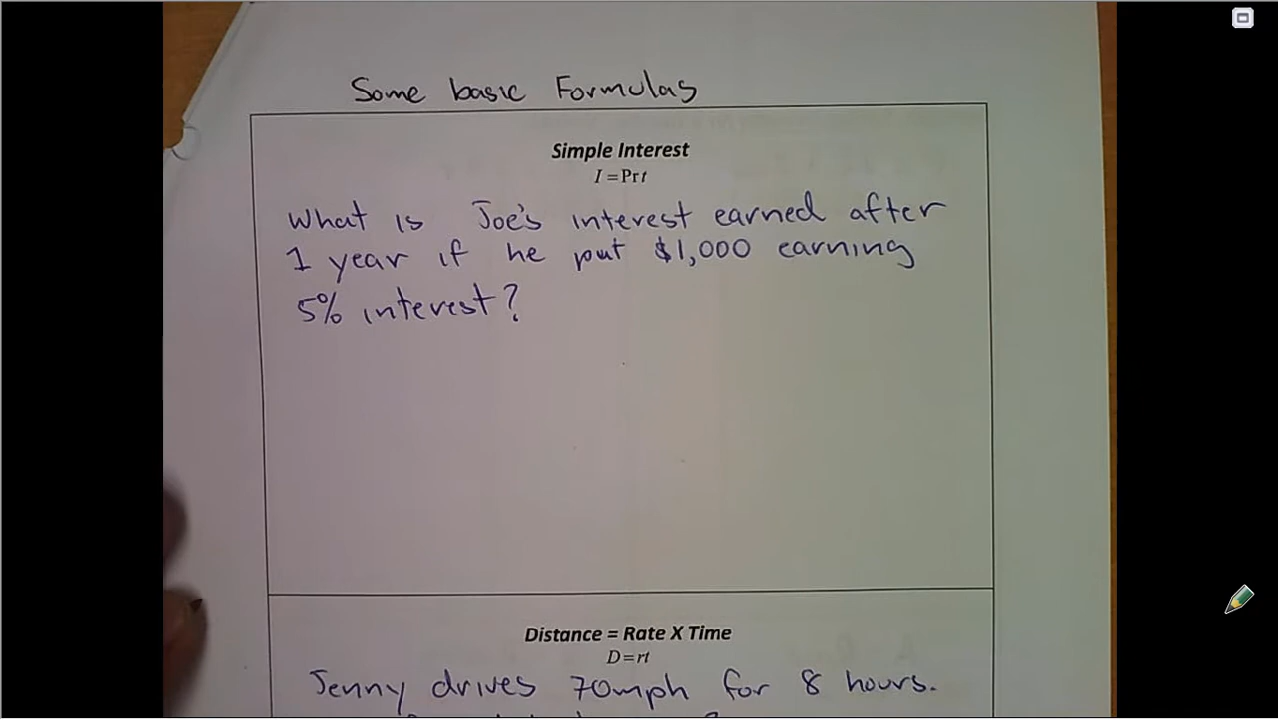 Some basic Formulas
Simple Interest
I = Prt
What is Joe's interest earned after
1 year if he put $1,000 earning
5% interest?
Distance = Rate X Time
D = rt
Jenny drives 70mph for 8 hours.